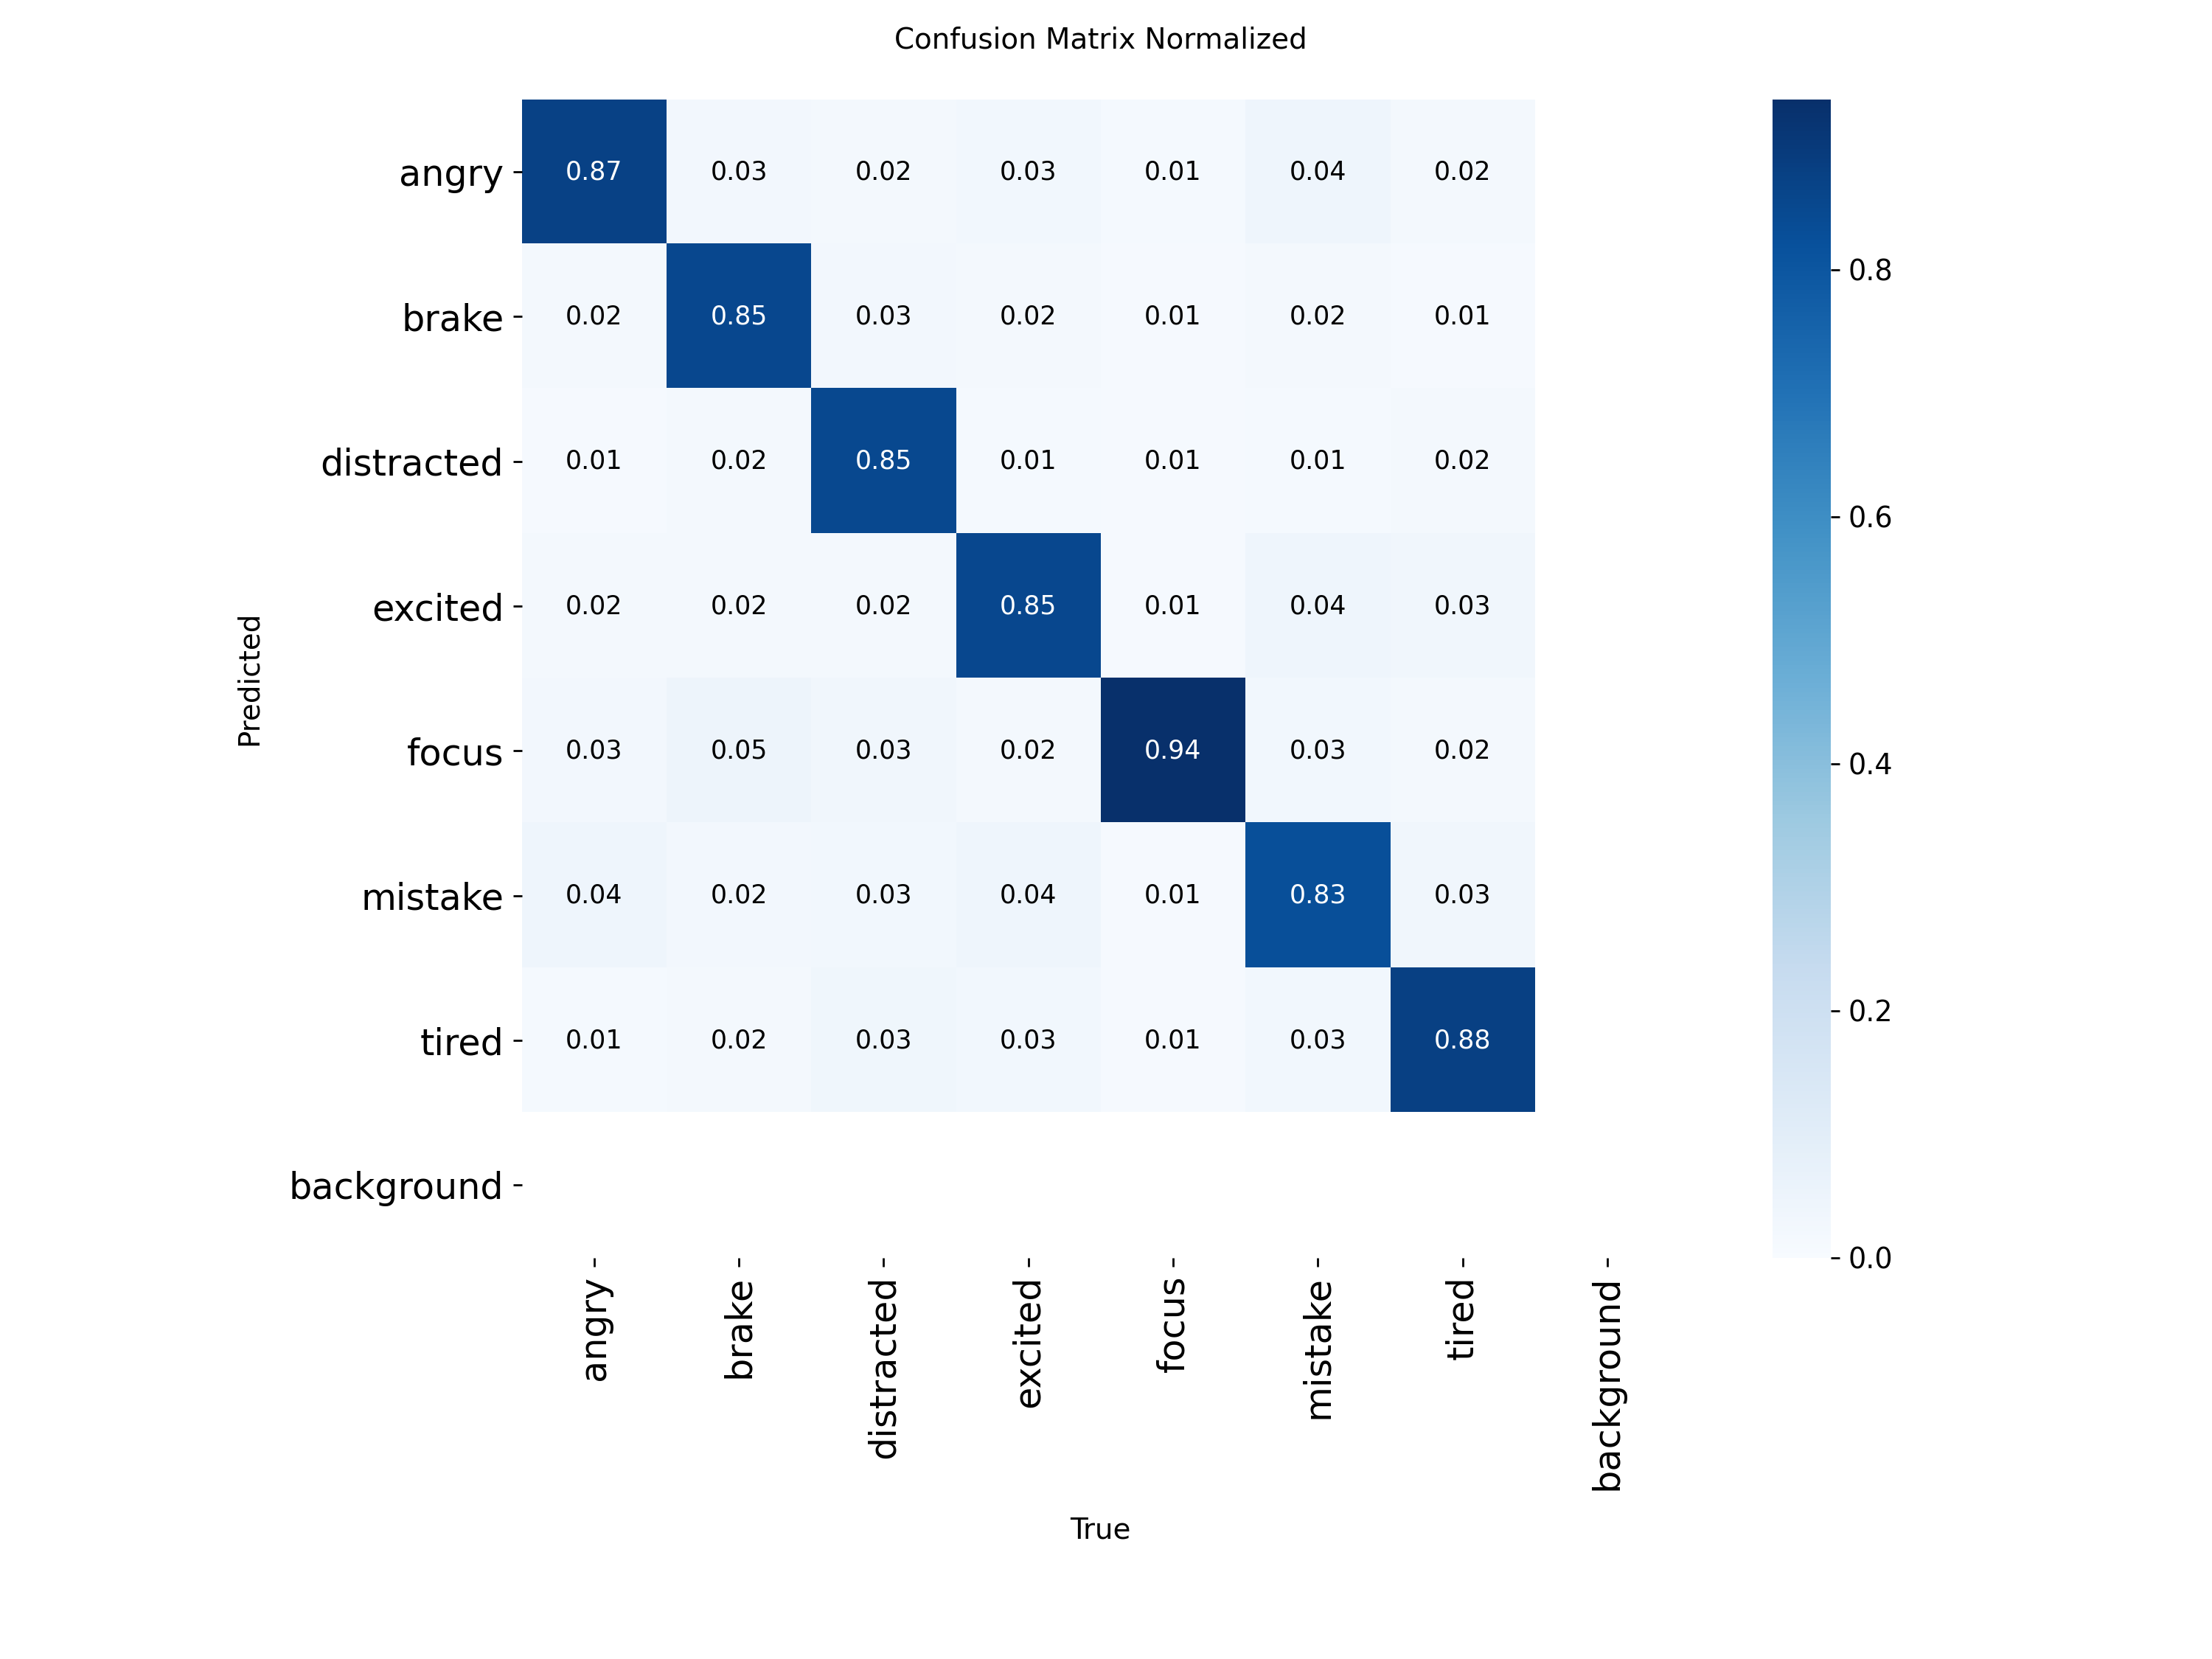 Confusion Matrix Normalized
angry 0.87 0.03 0.02 0.03 0.01 0.04 0.02
brake 0.02 0.85 0.03 0.02 0.01 0.02 0.01
0.8
distracted 0.01 0.02 0.85 0.01 0.01 0.01 0.02
0.6
excited 0.02 0.02 0.02 0.85 0.01 0.04 0.03
Predicted
focus 0.03 0.05 0.03 0.02 0.94 0.03 0.02
0.4
mistake 0.04 0.02 0.03 0.04 0.01 0.83 0.03
0.2
tired 0.01 0.02 0.03 0.03 0.01 0.03 0.88
background
0.0
angry
brake
distracted
excited
focus
mistake
tired
background
True